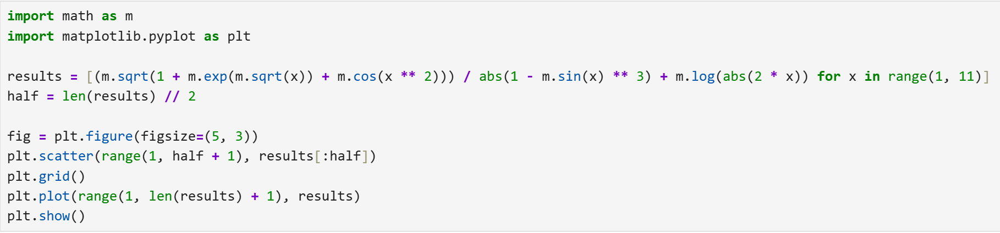 import math as m
import matplotlib.pyplot as plt
results = [(m.sqrt(1 + m.exp(m.sqrt(x)) + m.cos(x ** 2))) / abs(1 - m.sin(x) ** 3) + m.log(abs(2 * x)) for x in range(1, 11)]
half = len(results) // 2
fig = plt.figure(figsize=(5, 3))
plt.scatter(range(1, half + 1), results[:half])
plt.grid()
plt.plot(range(1, len(results) + 1), results)
plt.show()